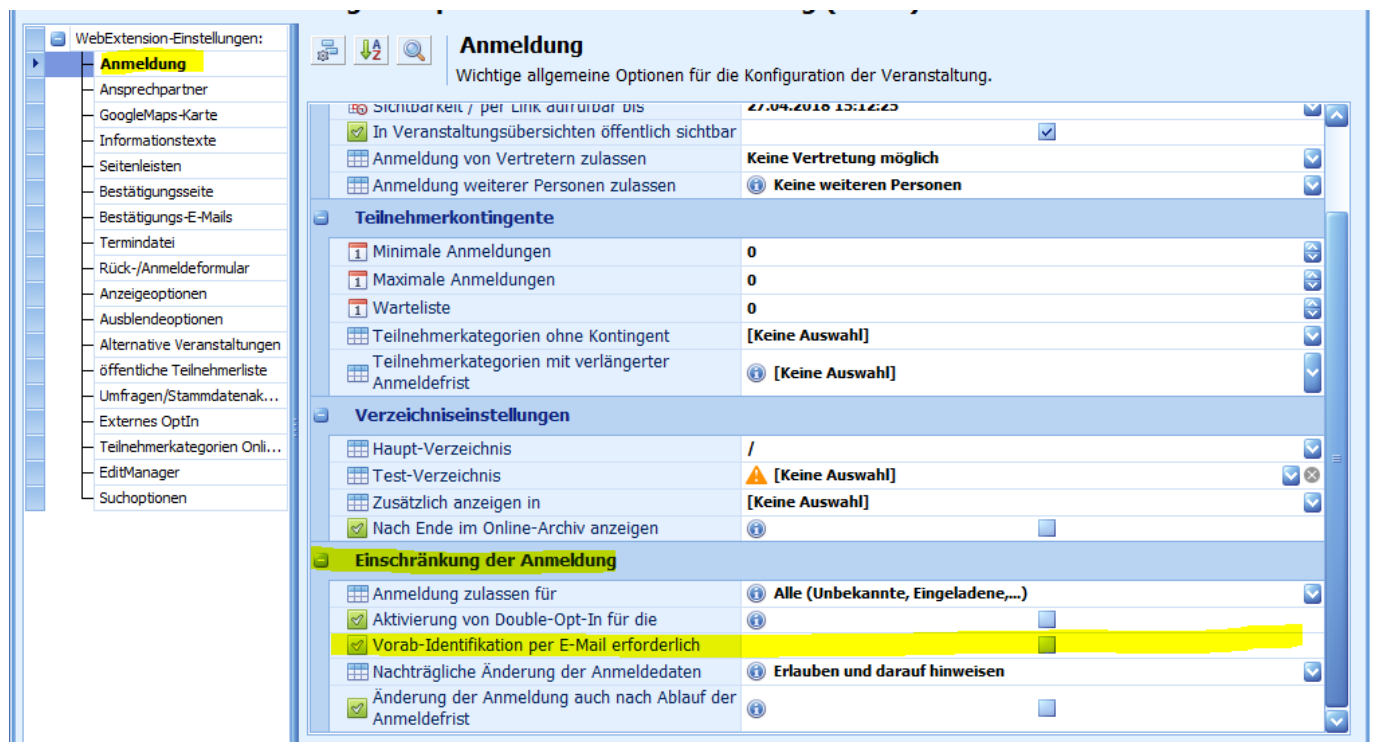 WebExtension-Einstellungen:
Anmeldung
Ansprechpartner
GoogleMaps-Karte
Informationstexte
Seitenleisten
Bestätigungsseite
Bestätigungs-E-Mails
Termindatei
Rück-/Anmeldeformular
Anzeigeoptionen
Ausblendeoptionen
Alternative Veranstaltungen
öffentliche Teilnehmerliste
Umfragen/Stammdatenak...
Externes OptIn
Teilnehmerkategorien Onli...
EditManager
Suchoptionen
Anmeldung
Wichtige allgemeine Optionen für die Konfiguration der Veranstaltung.
Sichtbarkeit / per Link aufrufbar bis 27.04.2018 15:12:25
In Veranstaltungsübersichten öffentlich sichtbar
Anmeldung von Vertretern zulassen Keine Vertretung möglich
Anmeldung weiterer Personen zulassen Keine weiteren Personen
Teilnehmerkontingente
Minimale Anmeldungen 0
Maximale Anmeldungen 0
Warteliste 0
Teilnehmerkategorien ohne Kontingent [Keine Auswahl]
Teilnehmerkategorien mit verlängerter
Anmeldefrist [Keine Auswahl]
Verzeichniseinstellungen
Haupt-Verzeichnis /
Test-Verzeichnis [Keine Auswahl]
Zusätzlich anzeigen in [Keine Auswahl]
Nach Ende im Online-Archiv anzeigen
Einschränkung der Anmeldung
Anmeldung zulassen für Alle (Unbekannte, Eingeladene,...)
Aktivierung von Double-Opt-In für die
Vorab-Identifikation per E-Mail erforderlich
Nachträgliche Änderung der Anmeldedaten Erlauben und darauf hinweisen
Änderung der Anmeldung auch nach Ablauf der
Anmeldefrist